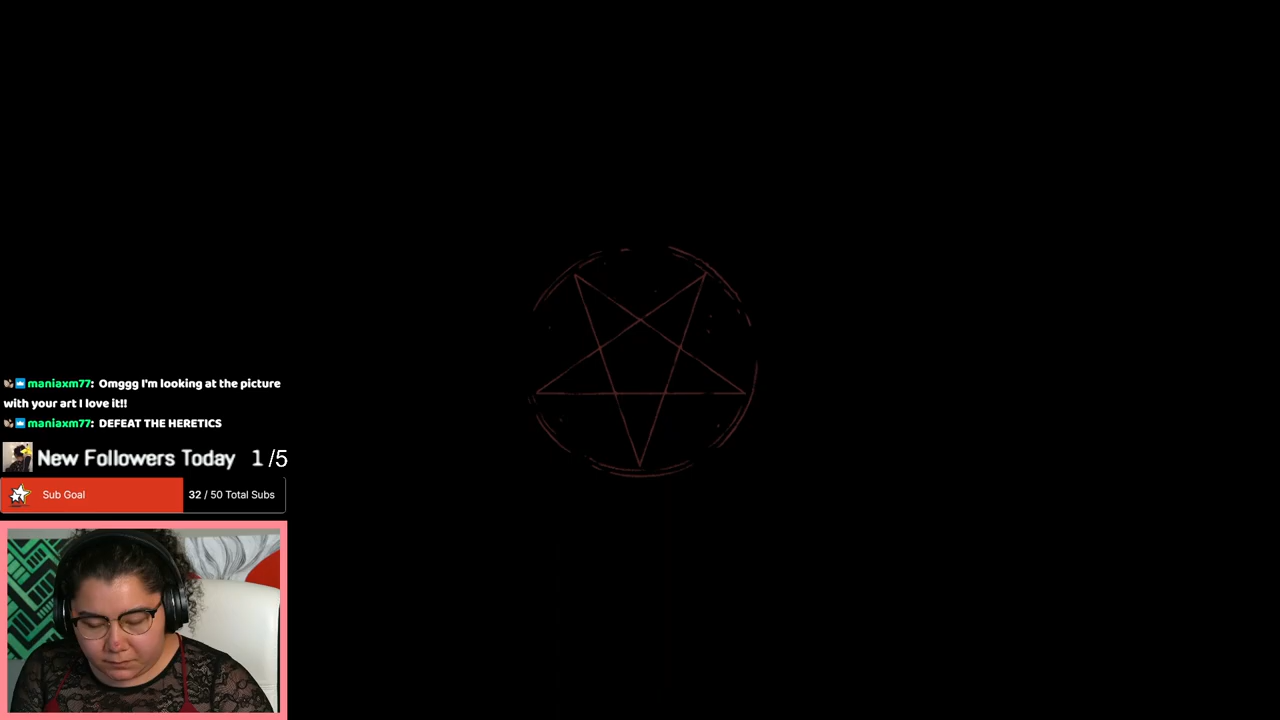 maniaxm77: Omggg I'm looking at the picture
with your art I love it!!
maniaxm77: DEFEAT THE HERETICS
New Followers Today 1 /5
Sub Goal 32 / 50 Total Subs